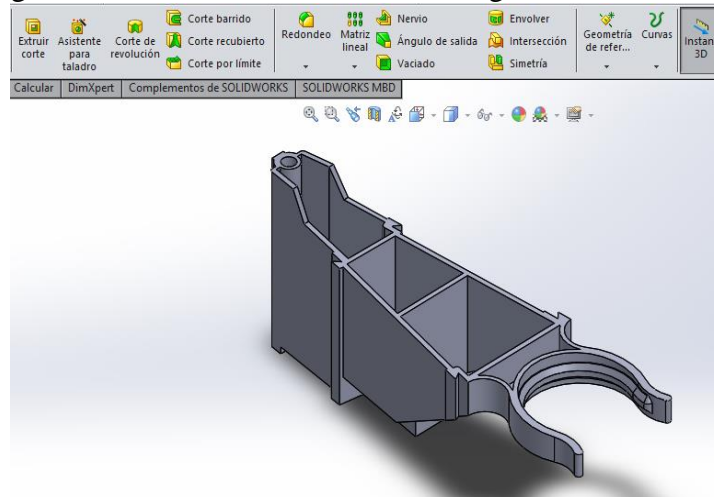 Extruir corte
Asistente para taladro
Corte de revolución
Corte barrido
Corte recubierto
Corte por límite
Redondeo
Matriz lineal
Nervio
Ángulo de salida
Vaciado
Envolver
Intersección
Simetría
Geometría de refer...
Curvas
Instan
3D
Calcular
DimXpert
Complementos de SOLIDWORKS
SOLIDWORKS MBD